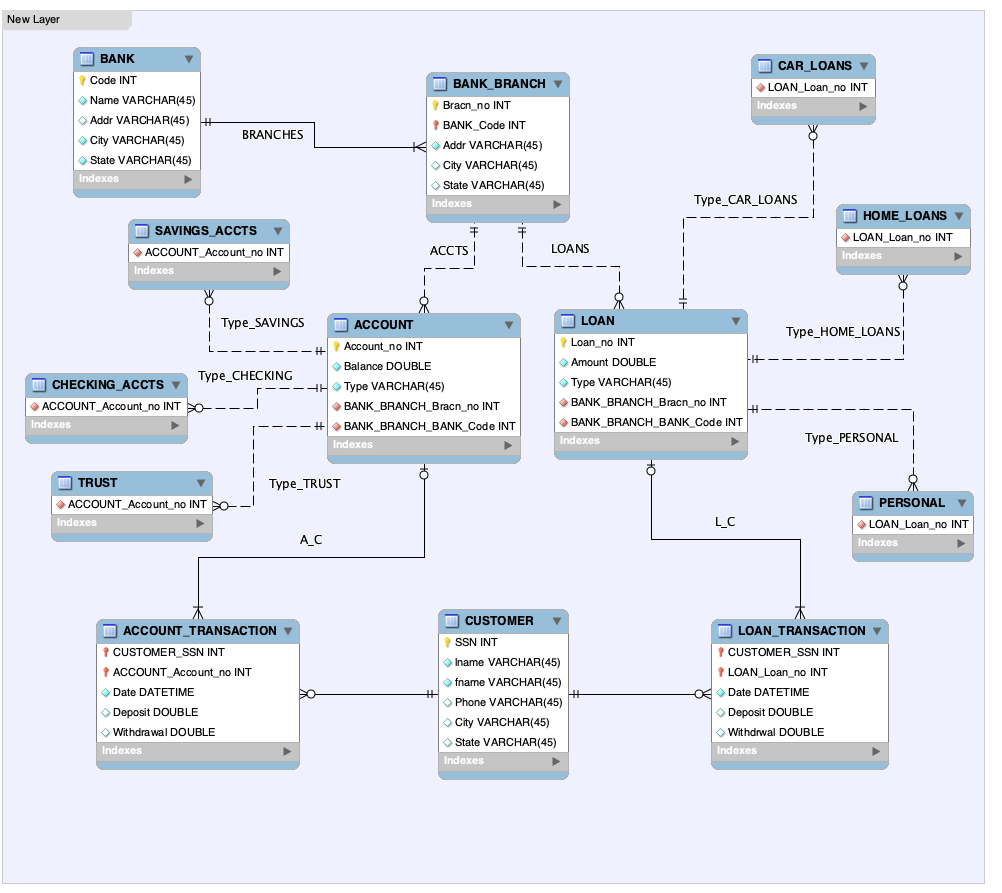 New Layer
BANK
Code INT
Name VARCHAR(45)
Addr VARCHAR(45)
City VARCHAR(45)
State VARCHAR(45)
Indexes
BRANCHES
BANK_BRANCH
Bracn_no INT
BANK_Code INT
Addr VARCHAR(45)
City VARCHAR(45)
State VARCHAR(45)
Indexes
CAR_LOANS
LOAN_Loan_no INT
Indexes
Type_CAR_LOANS
HOME_LOANS
LOAN_Loan_no INT
Indexes
Type_HOME_LOANS
SAVINGS_ACCTS
ACCOUNT_Account_no INT
Indexes
Type_SAVINGS
ACCTS
LOANS
ACCOUNT
Account_no INT
Balance DOUBLE
Type VARCHAR(45)
BANK_BRANCH_Bracn_no INT
BANK_BRANCH_BANK_Code INT
Indexes
LOAN
Loan_no INT
Amount DOUBLE
Type VARCHAR(45)
BANK_BRANCH_Bracn_no INT
BANK_BRANCH_BANK_Code INT
Indexes
Type_CHECKING
CHECKING_ACCTS
ACCOUNT_Account_no INT
Indexes
TRUST
ACCOUNT_Account_no INT
Indexes
Type_TRUST
Type_PERSONAL
PERSONAL
LOAN_Loan_no INT
Indexes
A_C
L_C
ACCOUNT_TRANSACTION
CUSTOMER_SSN INT
ACCOUNT_Account_no INT
Date DATETIME
Deposit DOUBLE
Withdrawal DOUBLE
Indexes
CUSTOMER
SSN INT
lname VARCHAR(45)
fname VARCHAR(45)
Phone VARCHAR(45)
City VARCHAR(45)
State VARCHAR(45)
Indexes
LOAN_TRANSACTION
CUSTOMER_SSN INT
LOAN_Loan_no INT
Date DATETIME
Deposit DOUBLE
Withdrwal DOUBLE
Indexes